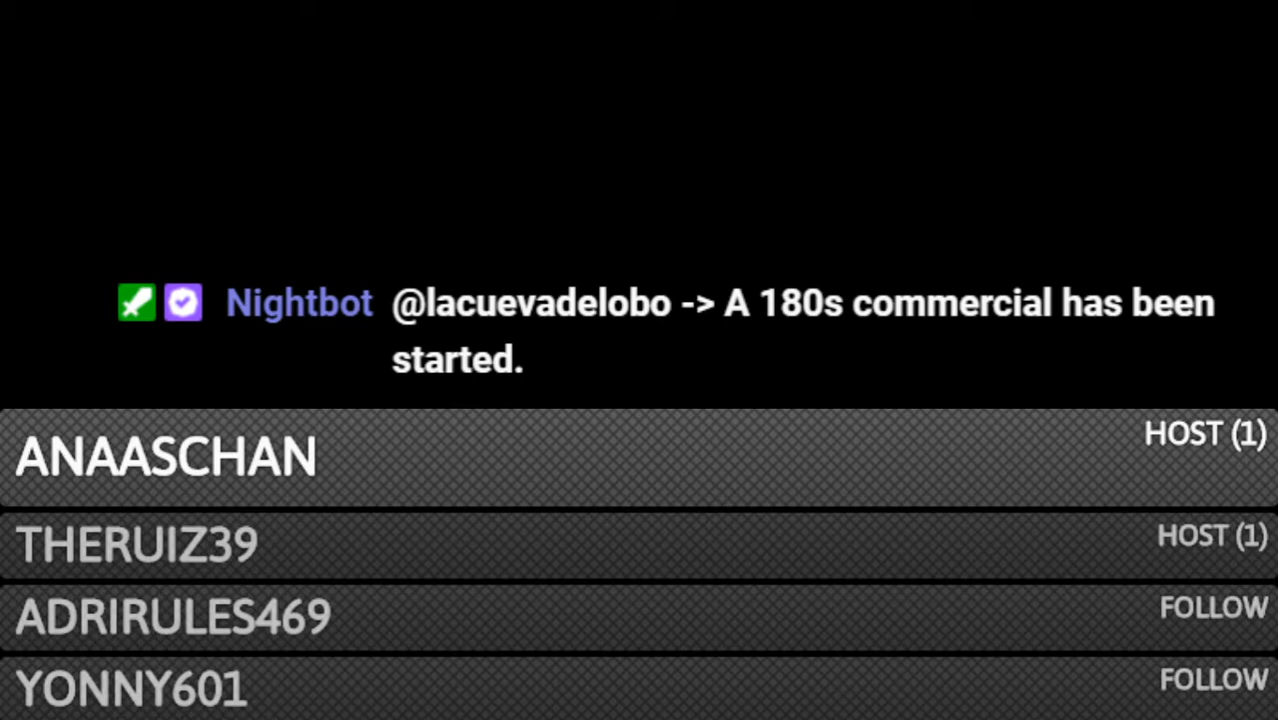 Nightbot @lacuevadelobo -> A 180s commercial has been
started.
ANAASCHAN HOST (1)
THERUIZ39 HOST (1)
ADRIRULES469 FOLLOW
YONNY601 FOLLOW